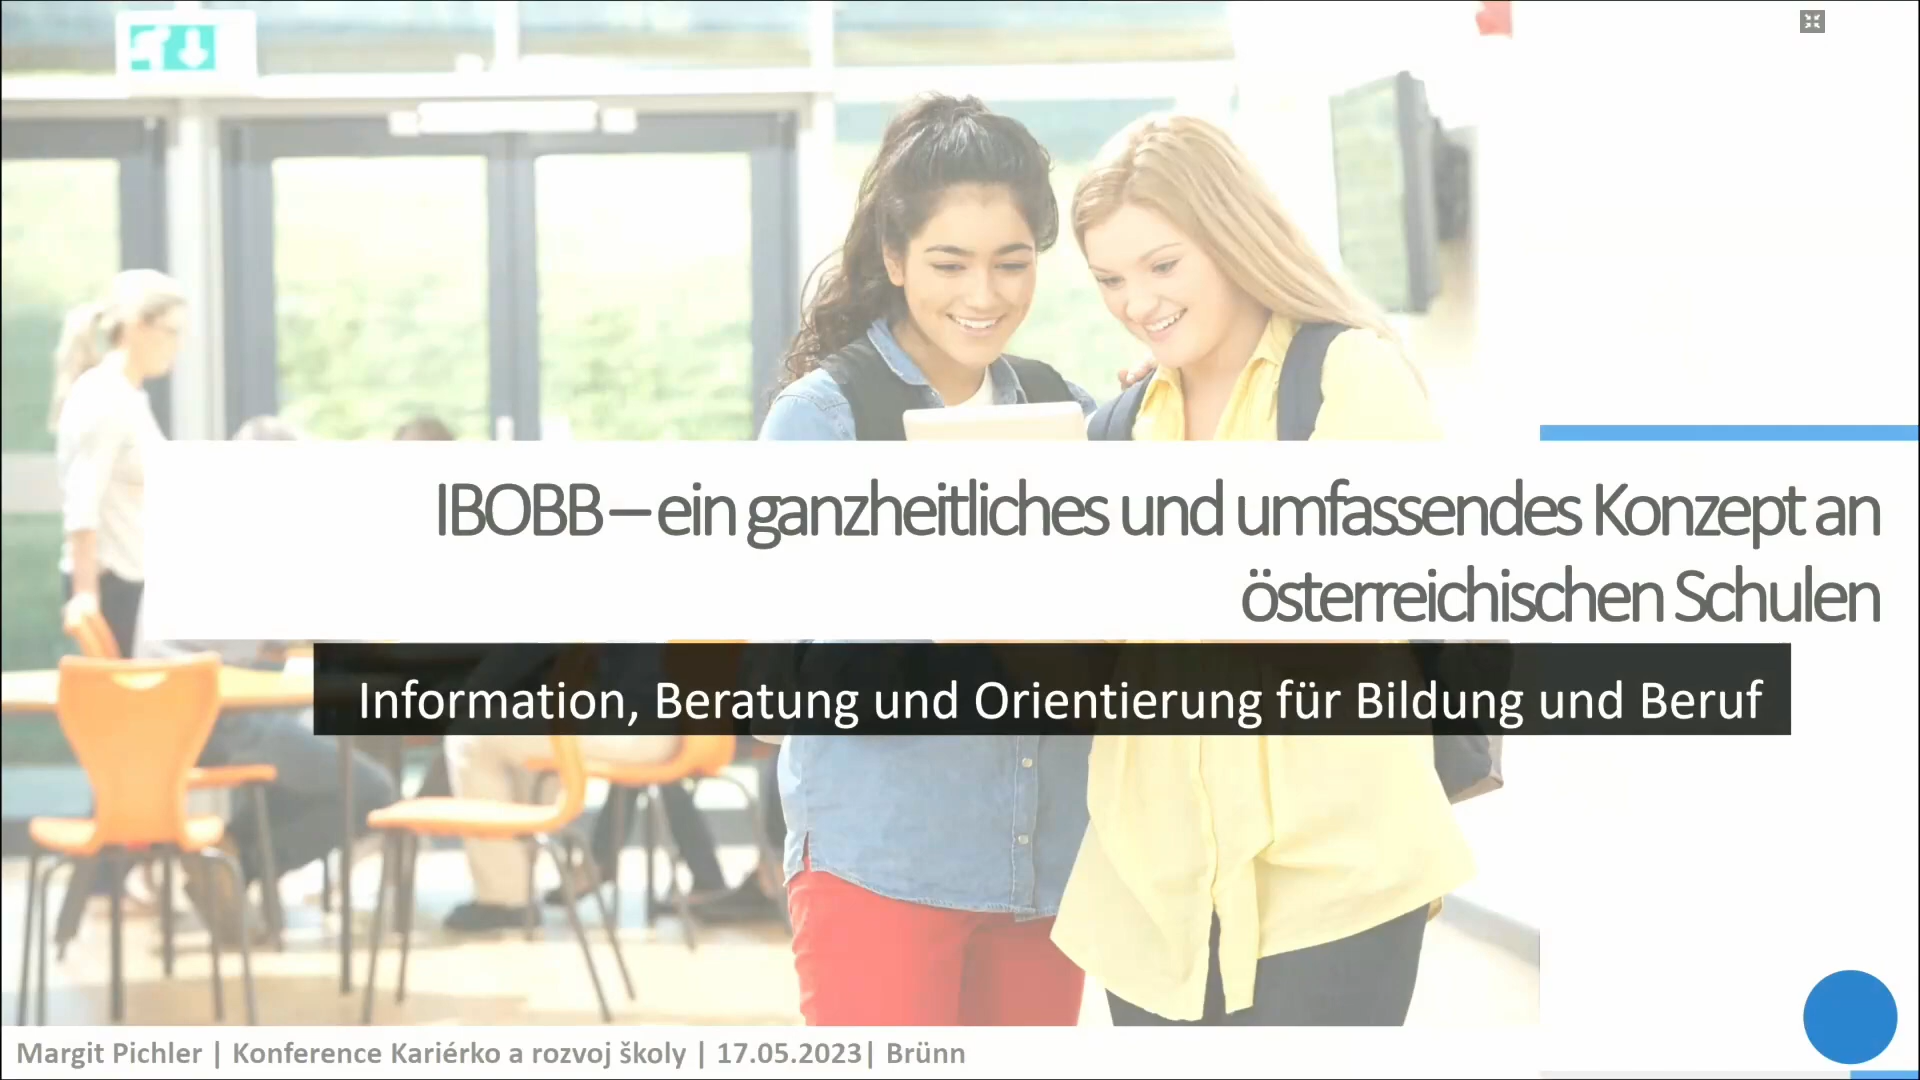 IBOBB – ein ganzheitliches und umfassendes Konzept an
österreichischen Schulen
Information, Beratung und Orientierung für Bildung und Beruf
Margit Pichler | Konference Kariérko a rozvoj školy | 17.05.2023| Brünn